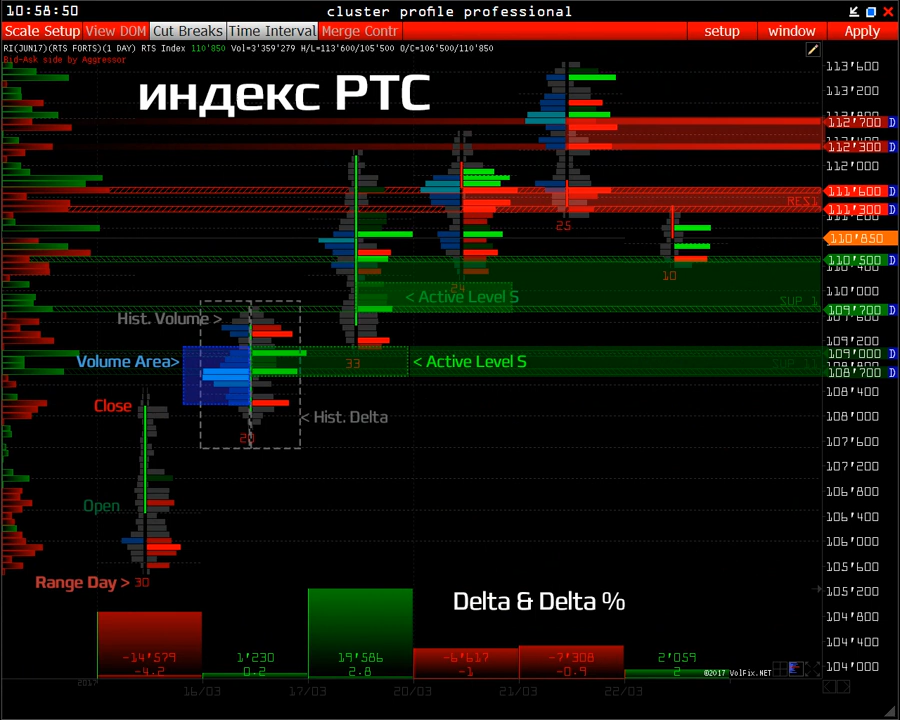 10:58:50 cluster profile professional
Scale Setup View DOM Cut Breaks Time Interval Merge Contr setup window Apply
RI(JUN17)(RTS FORTS)(1 DAY) RTS Index 110'850 Vol=3'359'279 H/L=113'600/105'500 O/C=106'500/110'850
Bid-Ask side by Aggressor
индекс РТС
113'600
113'200
112'700 D
112'300 D
112'000
111'600 D
RES1
111'300 D
25
110'850
110'500 D
10
110'000
24
< Active Level S
SUP 1
109'700 D
Hist. Volume >
109'200
109'000 D
Volume Area>
33
< Active Level S
108'700 D
108'400
Close
108'000
< Hist. Delta
107'600
107'200
106'800
Open
106'400
106'000
105'600
Range Day > 30
105'200
Delta & Delta %
104'800
104'400
-14'579 1'230 19'586 -6'617 -7'308 2'059
104'000
-4.2 0.2 2.8 -1 -0.9 2
©2017 VolFix.NET
2017 16/03 17/03 20/03 21/03 22/03